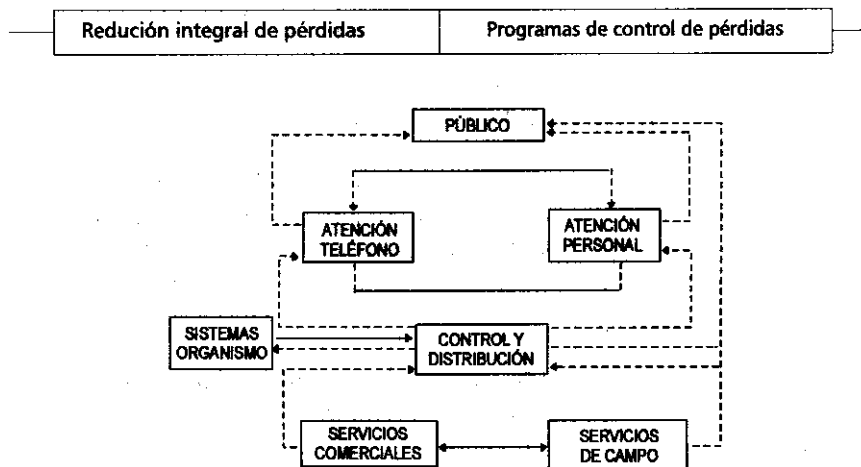 Redución integral de pérdidas
Programas de control de pérdidas
PÚBLICO
ATENCIÓN
TELÉFONO
ATENCIÓN
PERSONAL
SISTEMAS
ORGANISMO
CONTROL Y
DISTRIBUCIÓN
SERVICIOS
COMERCIALES
SERVICIOS
DE CAMPO